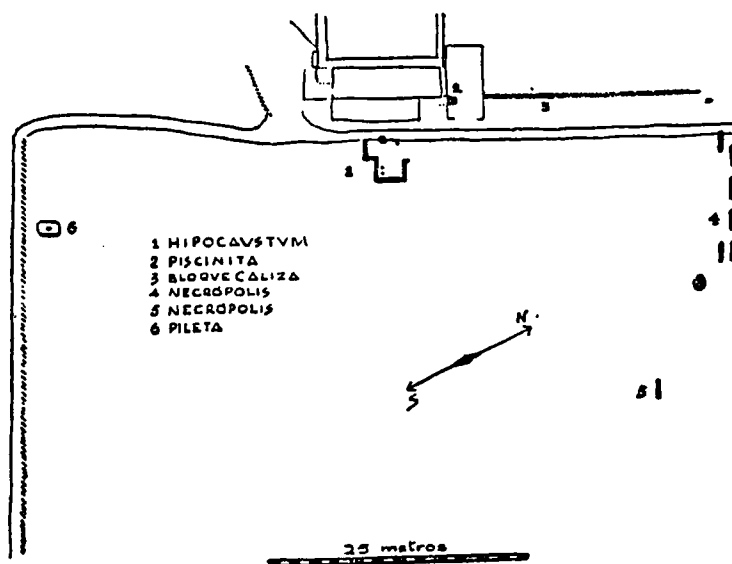 2
3
1
6
4
1 HIPOCAVSTVM
2 PISCINITA
3 BLOQVE CALIZA
4 NECRÓPOLIS
5 NECRÓPOLIS
6 PILETA
N.
S
5
25 metros